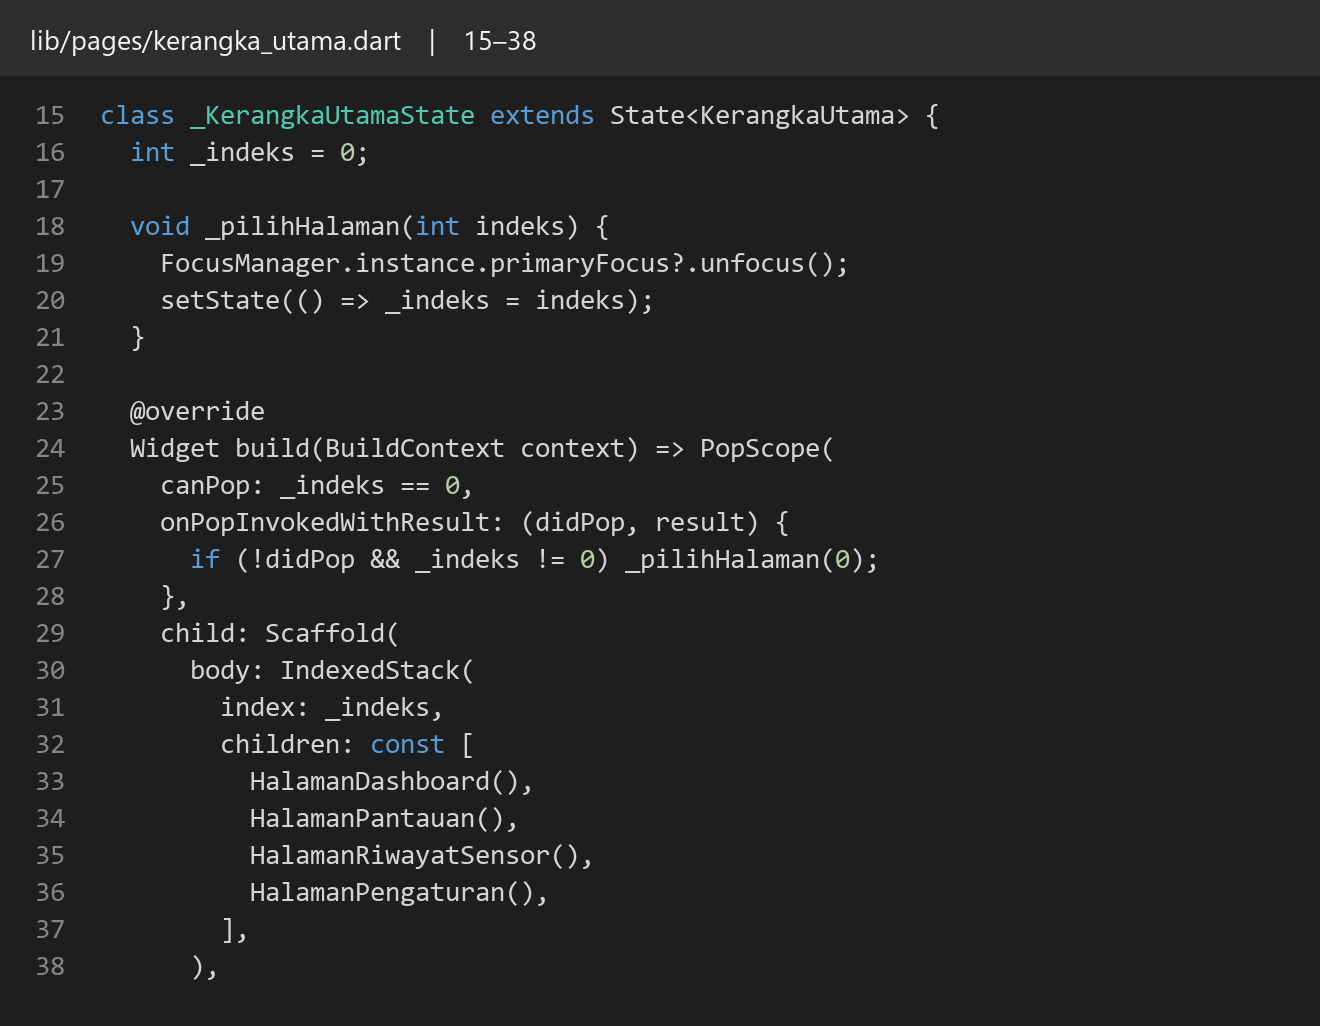 lib/pages/kerangka_utama.dart | 15–38
15 class _KerangkaUtamaState extends State<KerangkaUtama> {
16   int _indeks = 0;
17
18   void _pilihHalaman(int indeks) {
19     FocusManager.instance.primaryFocus?.unfocus();
20     setState(() => _indeks = indeks);
21   }
22
23   @override
24   Widget build(BuildContext context) => PopScope(
25     canPop: _indeks == 0,
26     onPopInvokedWithResult: (didPop, result) {
27       if (!didPop && _indeks != 0) _pilihHalaman(0);
28     },
29     child: Scaffold(
30       body: IndexedStack(
31         index: _indeks,
32         children: const [
33           HalamanDashboard(),
34           HalamanPantauan(),
35           HalamanRiwayatSensor(),
36           HalamanPengaturan(),
37         ],
38       ),